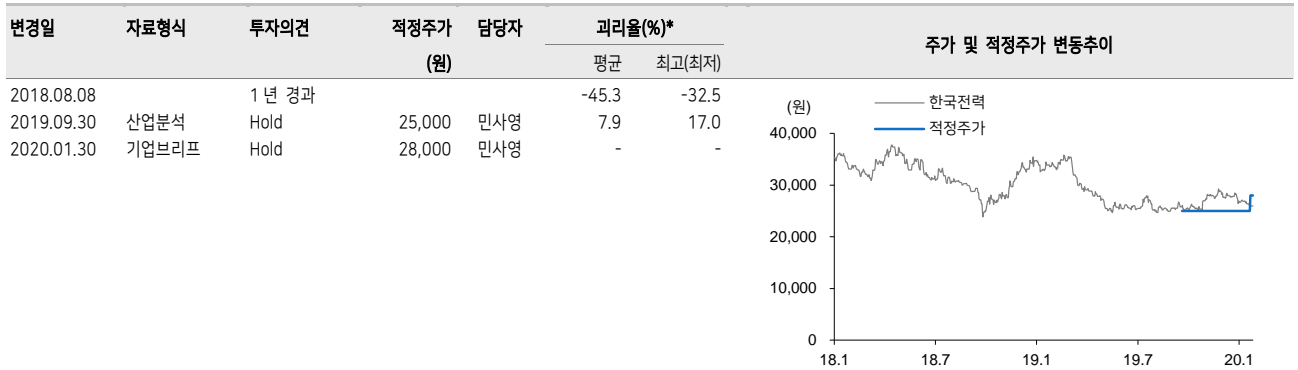 변경일 자료형식 투자의견 적정주가 담당자 괴리율(%)*
(원) 평균 최고(최저)
2018.08.08 1년 경과 -45.3 -32.5
2019.09.30 산업분석 Hold 25,000 민사영 7.9 17.0
2020.01.30 기업브리프 Hold 28,000 민사영 - -
주가 및 적정주가 변동추이
(원)
한국전력
적정주가
40,000
30,000
20,000
10,000
0
18.1 18.7 19.1 19.7 20.1